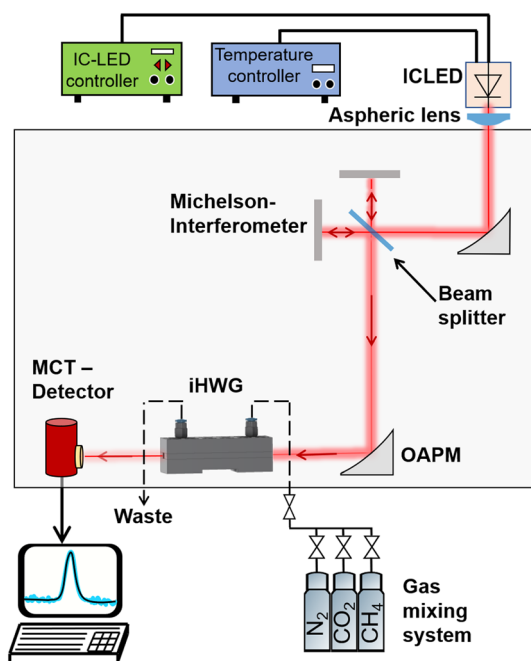 IC-LED
controller
Temperature
controller
ICLED
Aspheric lens
Michelson-
Interferometer
Beam
splitter
MCT –
Detector
iHWG
OAPM
Waste
N2
CO2
CH4
Gas
mixing
system